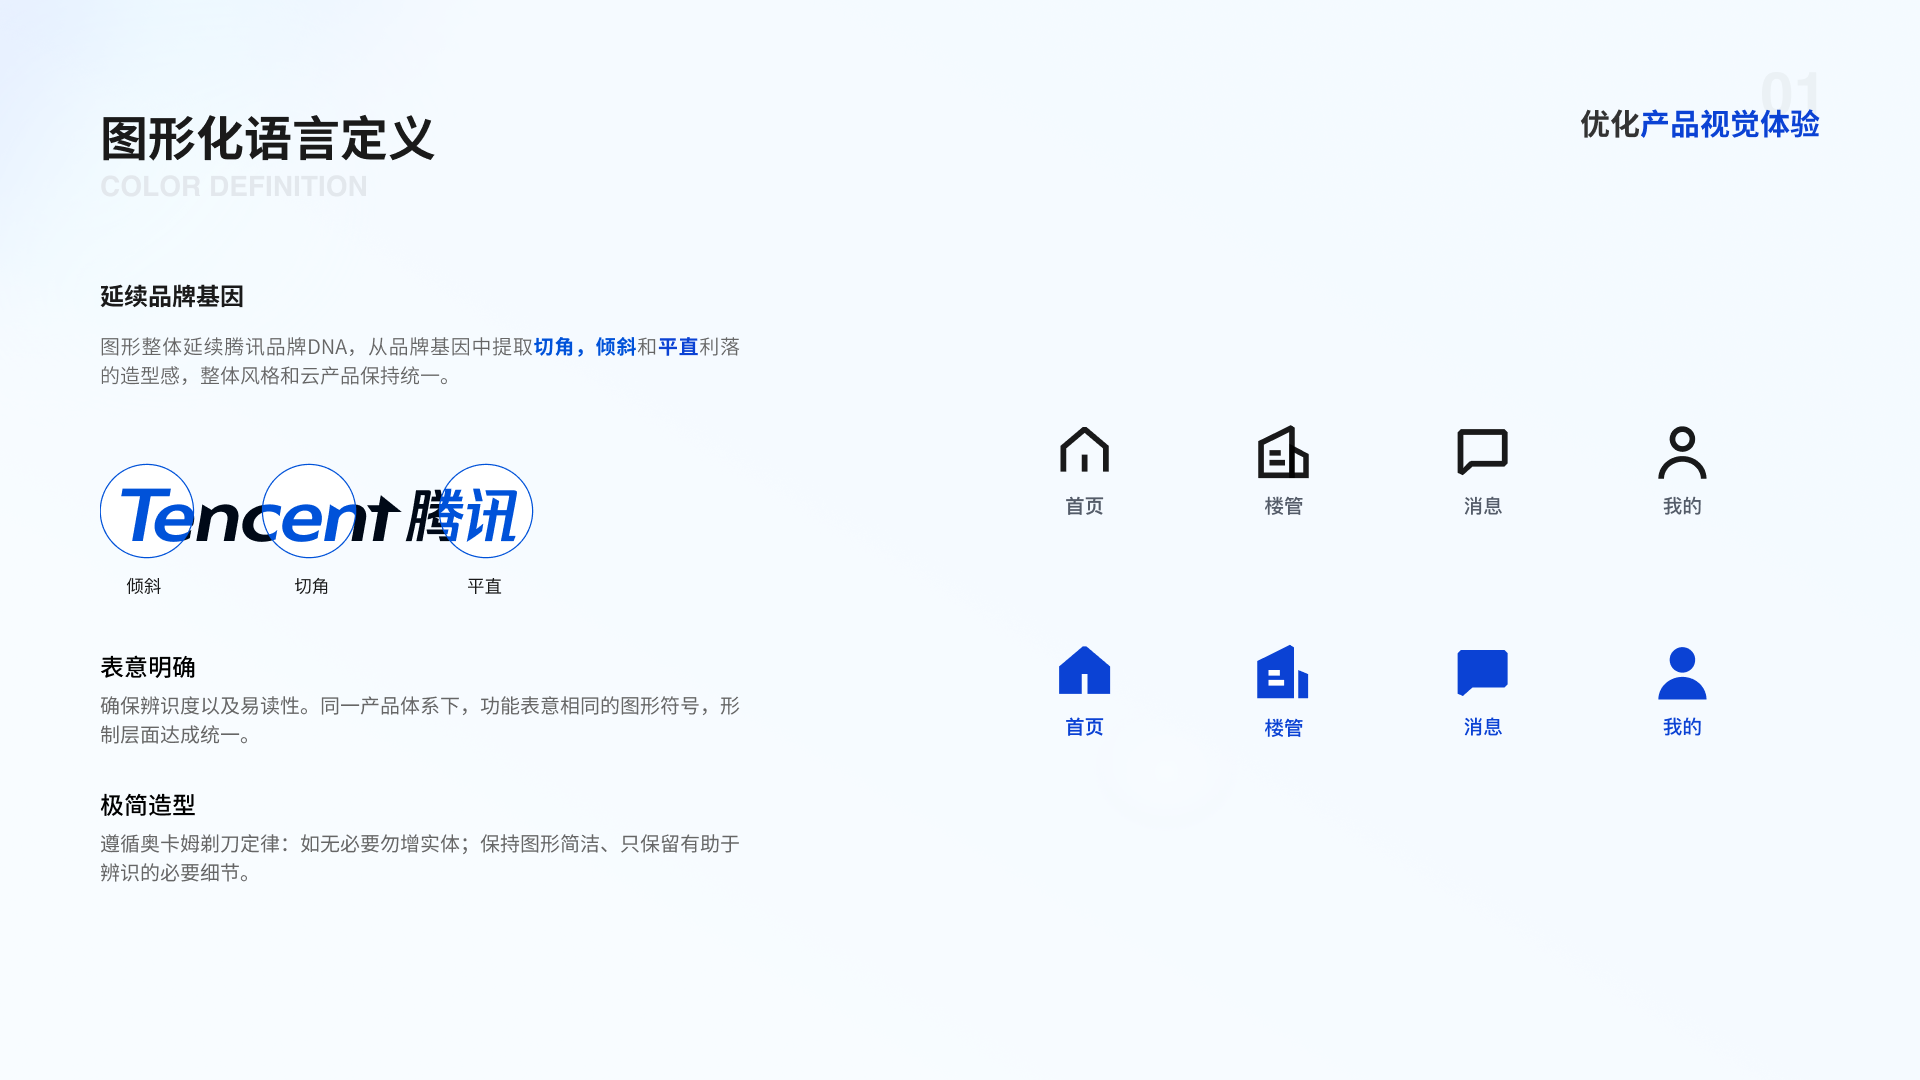 01
优化产品视觉体验
图形化语言定义
COLOR DEFINITION
延续品牌基因
图形整体延续腾讯品牌DNA，从品牌基因中提取切角，倾斜和平直利落
的造型感，整体风格和云产品保持统一。
Tencent 腾讯
倾斜
切角
平直
表意明确
确保辨识度以及易读性。同一产品体系下，功能表意相同的图形符号，形
制层面达成统一。
极简造型
遵循奥卡姆剃刀定律：如无必要勿增实体；保持图形简洁、只保留有助于
辨识的必要细节。
首页
楼管
消息
我的
首页
楼管
消息
我的